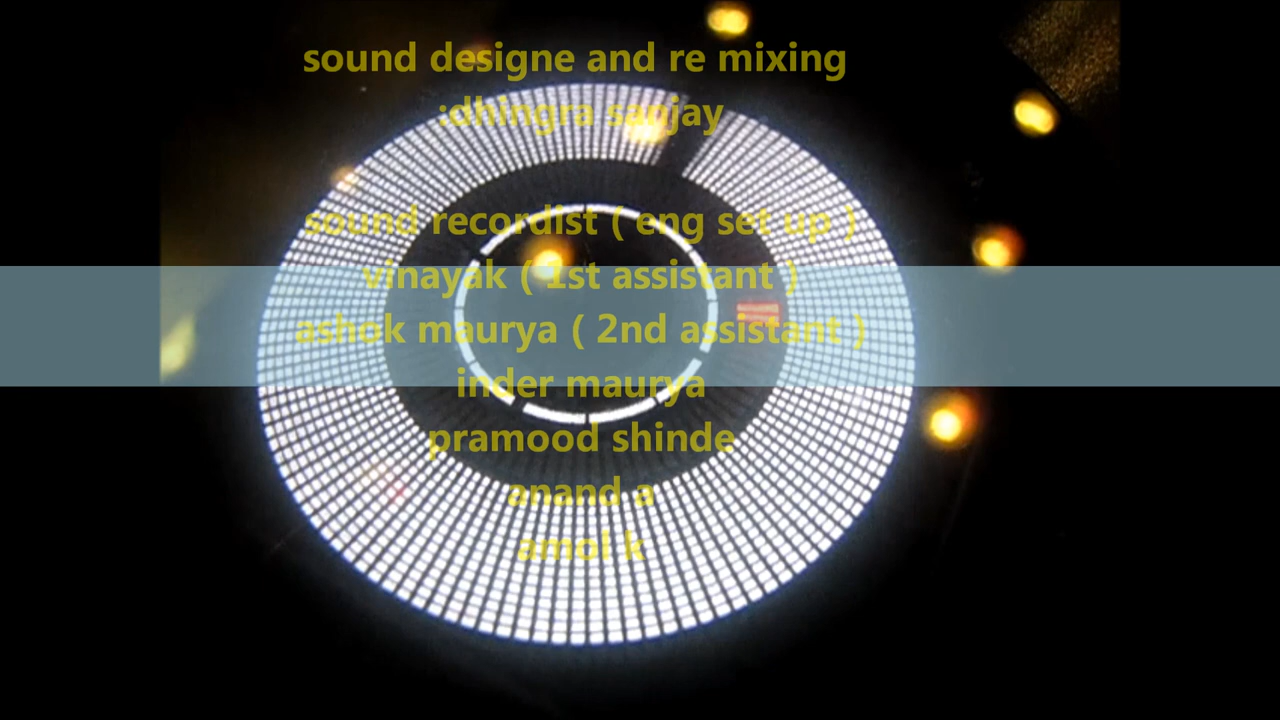 sound designe and re mixing
:dhingra sanjay
sound recordist ( eng set up )
vinayak ( 1st assistant )
ashok maurya ( 2nd assistant )
inder maurya
pramood shinde
anand a
amol k